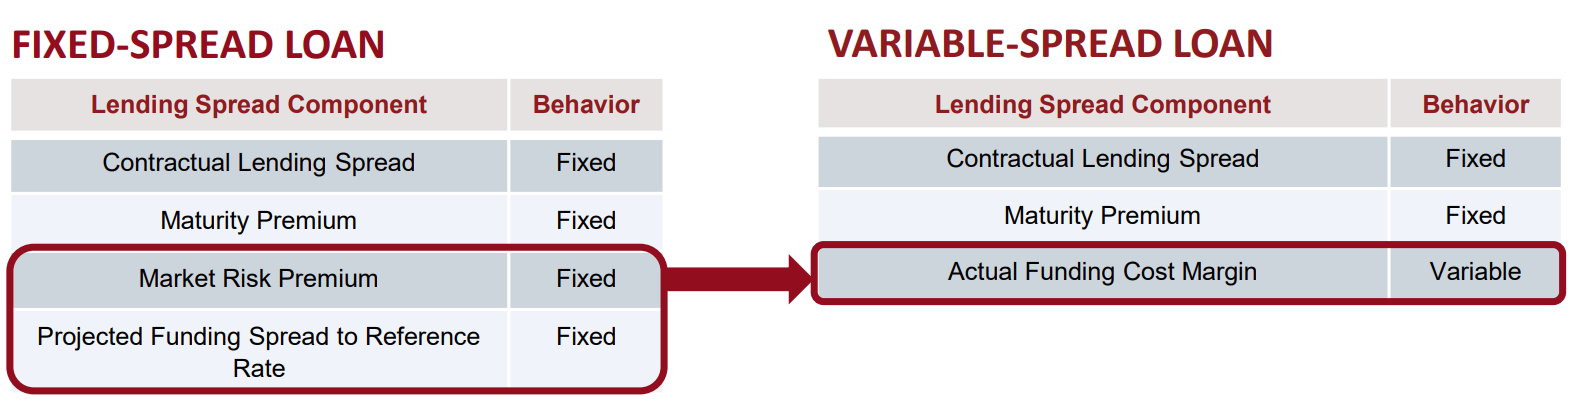 FIXED-SPREAD LOAN
Lending Spread Component Behavior
Contractual Lending Spread Fixed
Maturity Premium Fixed
Market Risk Premium Fixed
Projected Funding Spread to Reference Fixed
Rate
VARIABLE-SPREAD LOAN
Lending Spread Component Behavior
Contractual Lending Spread Fixed
Maturity Premium Fixed
Actual Funding Cost Margin Variable